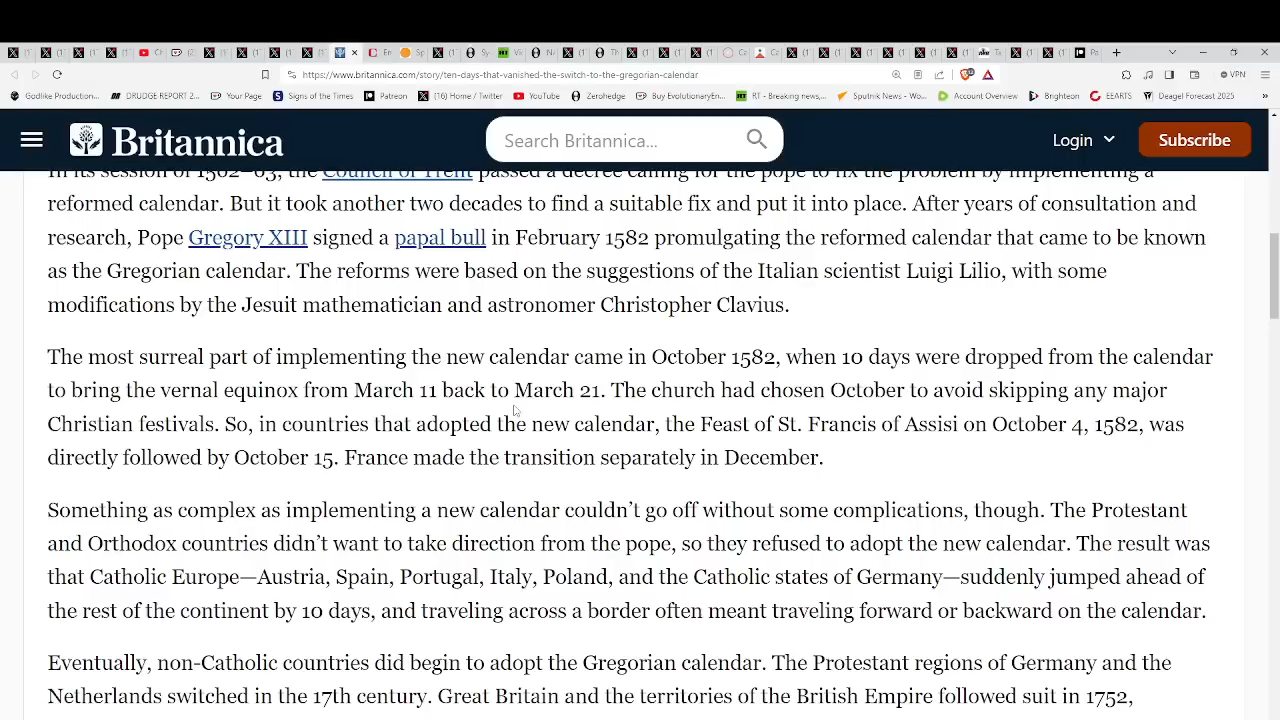 https://www.britannica.com/story/ten-days-that-vanished-the-switch-to-the-gregorian-calendar
VPN
Godlike Production...
DRUDGE REPORT 2...
Your Page
Signs of the Times
Patreon
(16) Home / Twitter
YouTube
Zerohedge
Buy EvolutionaryEn...
RT - Breaking news,...
Sputnik News - Wo...
Account Overview
Brighteon
EEARTS
Deagel Forecast 2025
Britannica
Search Britannica...
Login
Subscribe
In its session of 1562–63, the Council of Trent passed a decree calling for the pope to fix the problem by implementing a
reformed calendar. But it took another two decades to find a suitable fix and put it into place. After years of consultation and
research, Pope Gregory XIII signed a papal bull in February 1582 promulgating the reformed calendar that came to be known
as the Gregorian calendar. The reforms were based on the suggestions of the Italian scientist Luigi Lilio, with some
modifications by the Jesuit mathematician and astronomer Christopher Clavius.
The most surreal part of implementing the new calendar came in October 1582, when 10 days were dropped from the calendar
to bring the vernal equinox from March 11 back to March 21. The church had chosen October to avoid skipping any major
Christian festivals. So, in countries that adopted the new calendar, the Feast of St. Francis of Assisi on October 4, 1582, was
directly followed by October 15. France made the transition separately in December.
Something as complex as implementing a new calendar couldn't go off without some complications, though. The Protestant
and Orthodox countries didn't want to take direction from the pope, so they refused to adopt the new calendar. The result was
that Catholic Europe—Austria, Spain, Portugal, Italy, Poland, and the Catholic states of Germany—suddenly jumped ahead of
the rest of the continent by 10 days, and traveling across a border often meant traveling forward or backward on the calendar.
Eventually, non-Catholic countries did begin to adopt the Gregorian calendar. The Protestant regions of Germany and the
Netherlands switched in the 17th century. Great Britain and the territories of the British Empire followed suit in 1752,